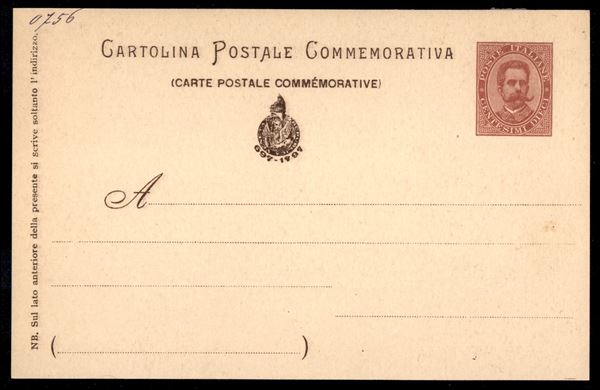 0756
CARTOLINA POSTALE COMMEMORATIVA
(CARTE POSTALE COMMÉMORATIVE)
POSTE ITALIANE
CENTESIMI DIECI
697-1797
A
( )
NB. Sul lato anteriore della presente si scrive soltanto l'indirizzo.